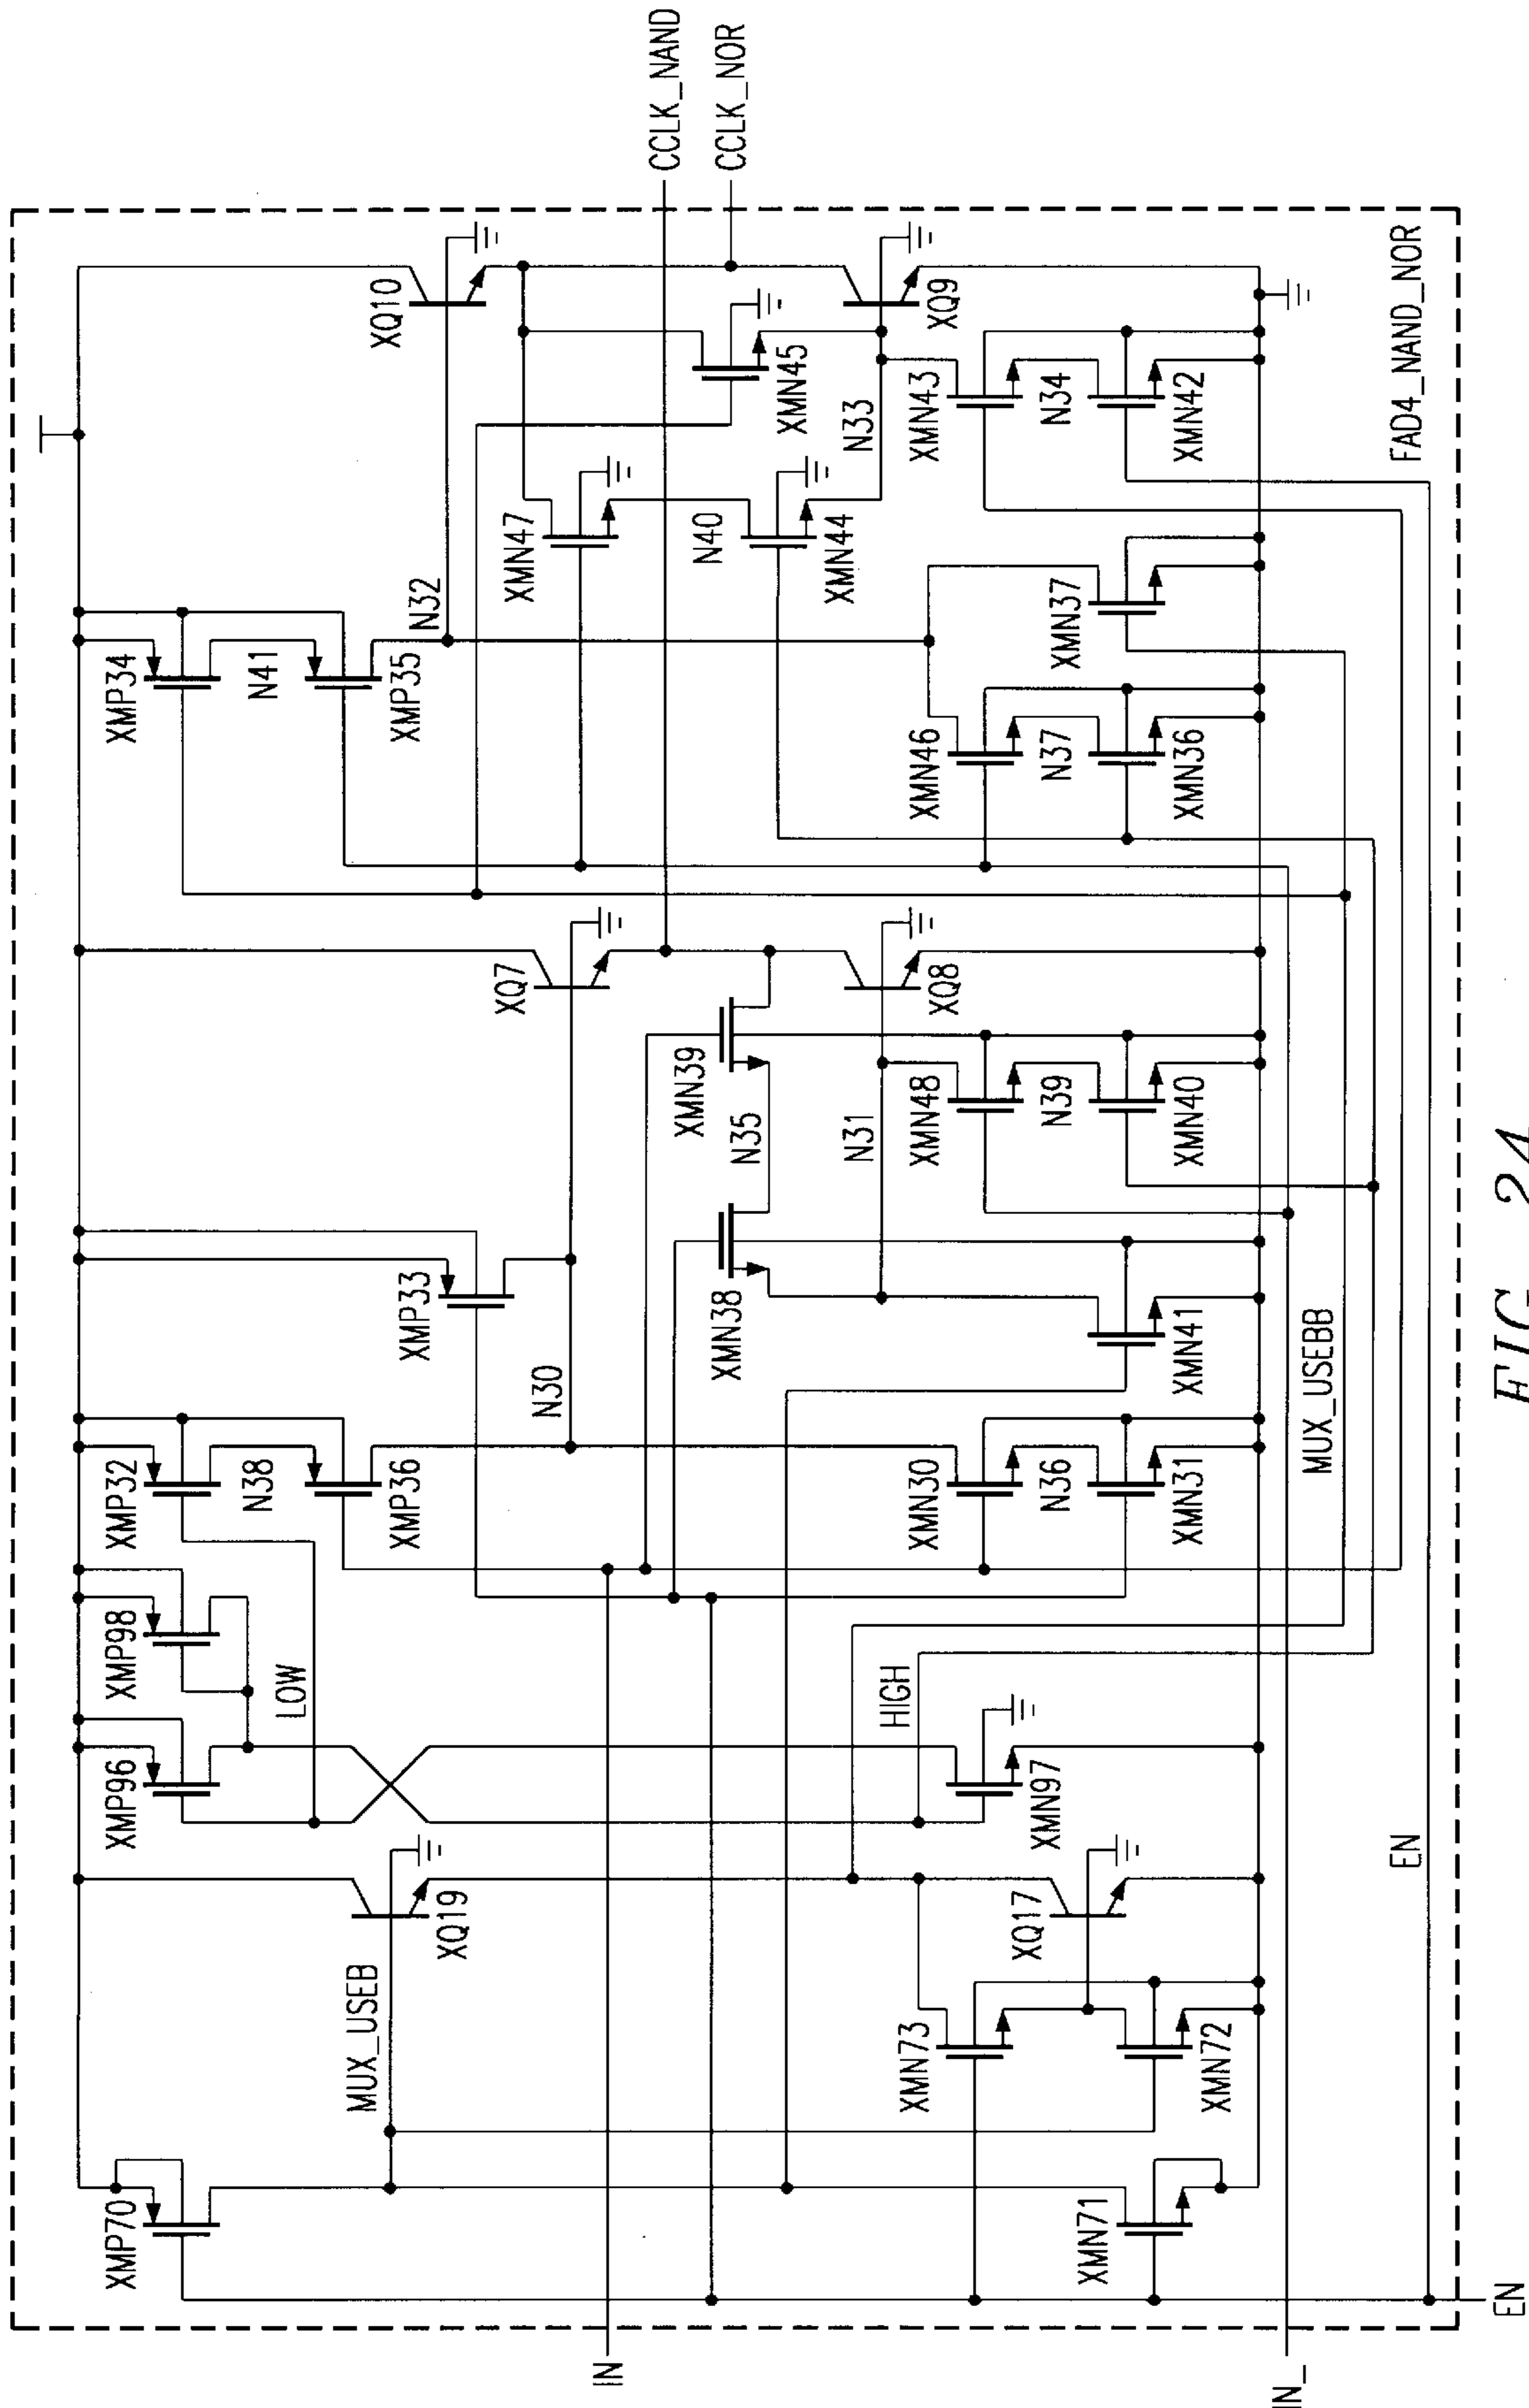 XMP70
MUX_USEB
XQ19
XMP96
XMP98
LOW
XMP32
N38
XMP36
XMP33
N30
XQ7
XMP34
N41
XMP35
N32
XQ10
CCLK_NAND
CCLK_NOR
IN
XMN39
N35
XMN38
N31
XMN47
N40
XMN44
XMN45
N33
XQ9
XQ8
HIGH
XMN73
XMN72
XQ17
XMN71
XMN97
XMN30
N36
XMN31
XMN41
XMN48
N39
XMN40
XMN46
N37
XMN36
XMN37
XMN43
N34
XMN42
IN_
MUX_USEBB
EN
EN
FAD4_NAND_NOR
FIG. 24